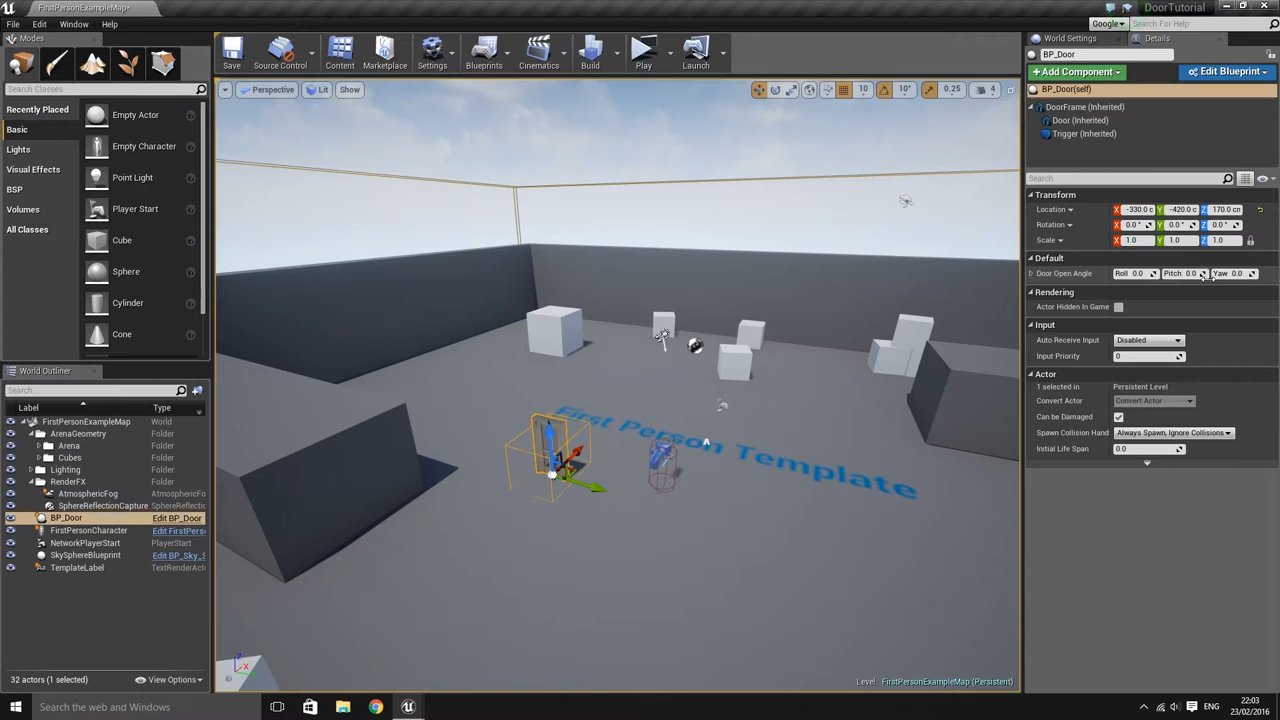 FirstPersonExampleMap*
DoorTutorial
File Edit Window Help
Google Search For Help
Modes
World Settings Details
BP_Door
Save Source Control Content Marketplace Settings Blueprints Cinematics Build Play Launch
+Add Component
Edit Blueprint
Search Classes
Perspective Lit Show
10 10° 0.25 4
BP_Door(self)
Recently Placed
Basic
Lights
Visual Effects
BSP
Volumes
All Classes
Empty Actor
Empty Character
Point Light
Player Start
Cube
Sphere
Cylinder
Cone
DoorFrame (Inherited)
Door (Inherited)
Trigger (Inherited)
Search
Transform
Location X -330.0 c Y -420.0 c Z 170.0 cn
Rotation X 0.0 ° Y 0.0 ° Z 0.0 °
Scale X 1.0 Y 1.0 Z 1.0
Default
Door Open Angle Roll 0.0 Pitch 0.0 Yaw 0.0
Rendering
Actor Hidden In Game
Input
Auto Receive Input Disabled
Input Priority 0
Actor
1 selected in Persistent Level
Convert Actor Convert Actor
Can be Damaged
Spawn Collision Hand Always Spawn, Ignore Collisions
Initial Life Span 0.0
First Person Template
World Outliner
Search
Label Type
FirstPersonExampleMap World
ArenaGeometry Folder
Arena Folder
Cubes Folder
Lighting Folder
RenderFX Folder
AtmosphericFog AtmosphericFo
SphereReflectionCapture SphereReflecti
BP_Door Edit BP_Door
FirstPersonCharacter Edit FirstPers
NetworkPlayerStart PlayerStart
SkySphereBlueprint Edit BP_Sky_S
TemplateLabel TextRenderAct
32 actors (1 selected) View Options
Z X
Level: FirstPersonExampleMap (Persistent)
Search the web and Windows
ENG
22:03
23/02/2016